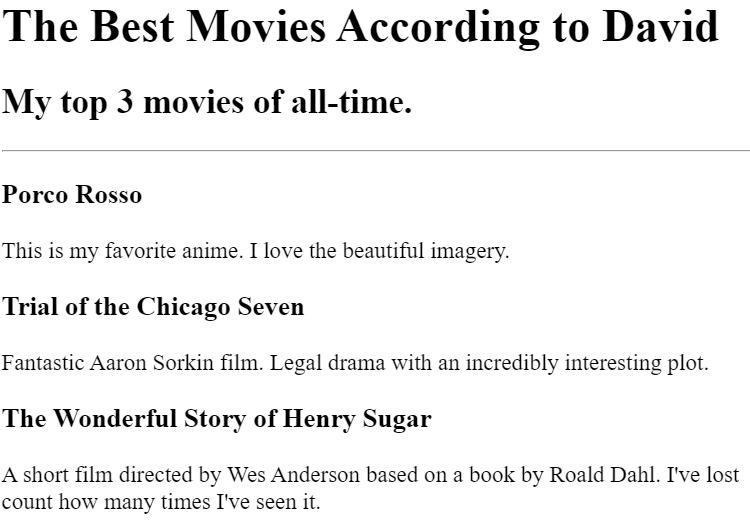 The Best Movies According to David
My top 3 movies of all-time.
Porco Rosso
This is my favorite anime. I love the beautiful imagery.
Trial of the Chicago Seven
Fantastic Aaron Sorkin film. Legal drama with an incredibly interesting plot.
The Wonderful Story of Henry Sugar
A short film directed by Wes Anderson based on a book by Roald Dahl. I've lost
count how many times I've seen it.